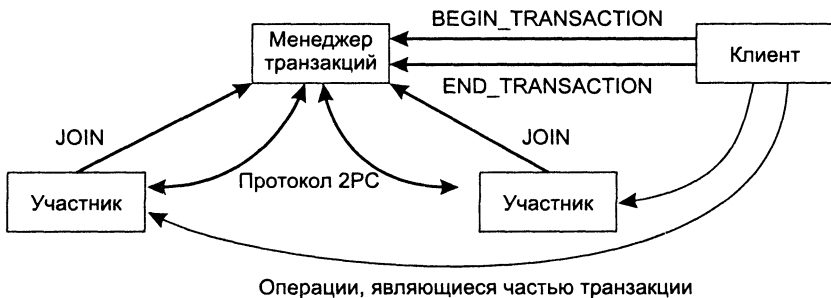 BEGIN_TRANSACTION
Менеджер
транзакций
Клиент
END_TRANSACTION
JOIN
JOIN
Протокол 2PC
Участник
Участник
Операции, являющиеся частью транзакции